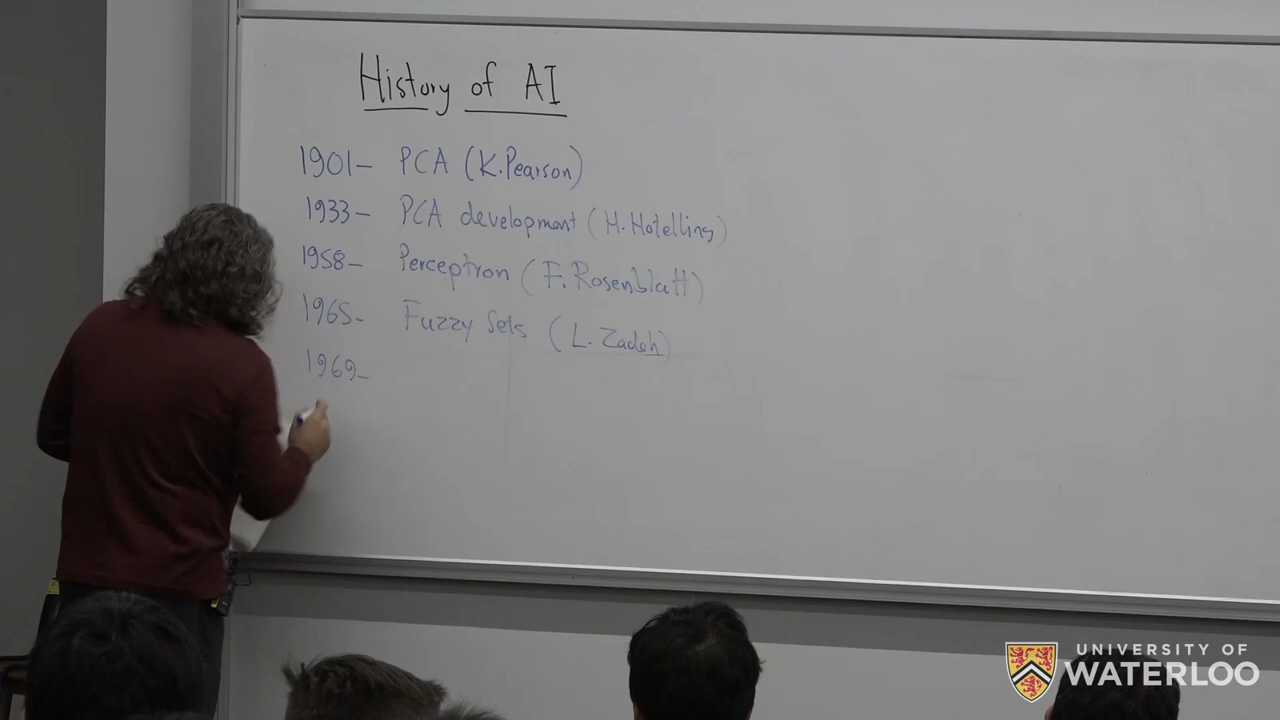 History of AI
1901- PCA (K.Pearson)
1933- PCA development (H.Hotelling)
1958- Perceptron (F. Rosenblatt)
1965- Fuzzy Sets (L. Zadeh)
1969-
UNIVERSITY OF
WATERLOO